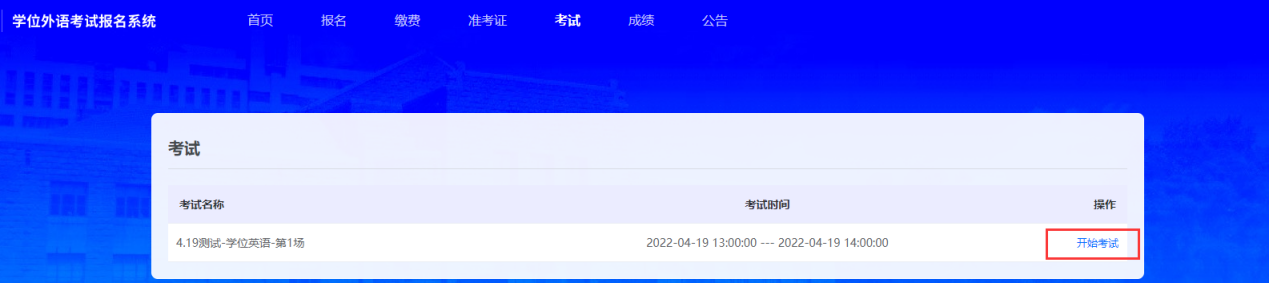 学位外语考试报名系统 首页 报名 缴费 准考证 考试 成绩 公告
考试
考试名称 考试时间 操作
4.19测试-学位英语-第1场 2022-04-19 13:00:00 --- 2022-04-19 14:00:00 开始考试